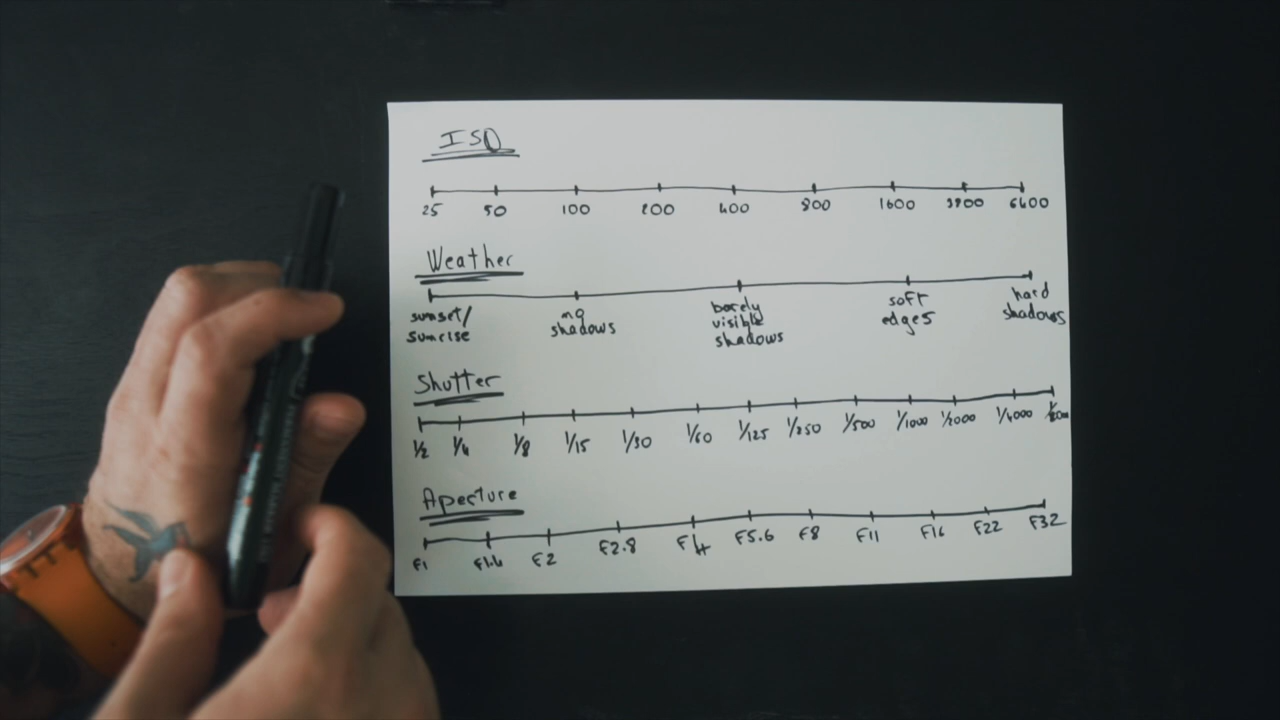 ISO
25 50 100 200 400 800 1600 3200 6400
Weather
sunset/ no barely soft hard
sunrise shadows visible edges shadows
shadows
Shutter
1/2 1/4 1/8 1/15 1/30 1/60 1/125 1/250 1/500 1/1000 1/2000 1/4000
Aperture
F1 F1.4 F2 F2.8 F4 F5.6 F8 F11 F16 F22 F32